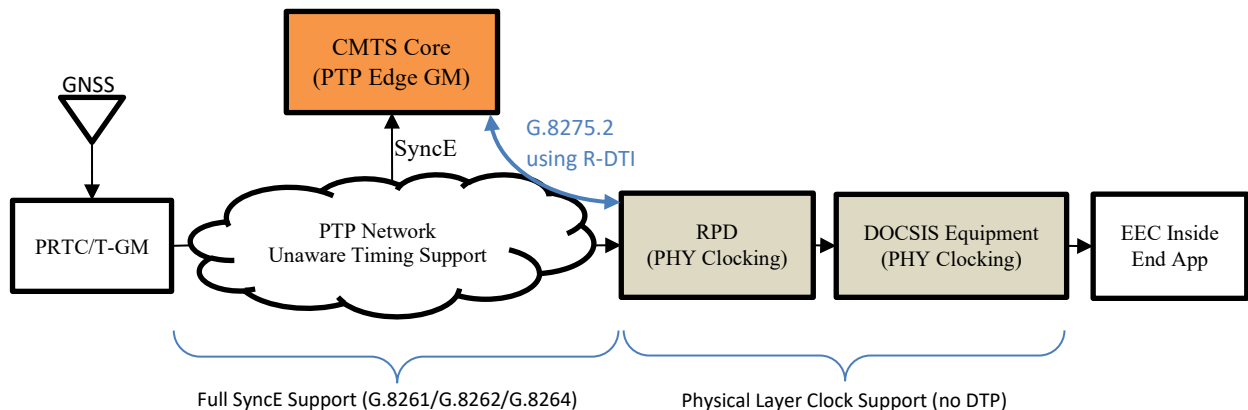 CMTS Core
(PTP Edge GM)
GNSS
G.8275.2
using R-DTI
SyncE
PRTC/T-GM
PTP Network
Unaware Timing Support
RPD
(PHY Clocking)
DOCSIS Equipment
(PHY Clocking)
EEC Inside
End App
Full SyncE Support (G.8261/G.8262/G.8264)
Physical Layer Clock Support (no DTP)